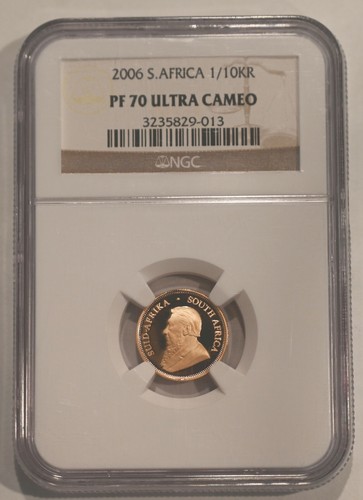 2006 S.AFRICA 1/10KR
PF 70 ULTRA CAMEO
3235829-013
NGC
SUID-AFRIKA · SOUTH AFRICA